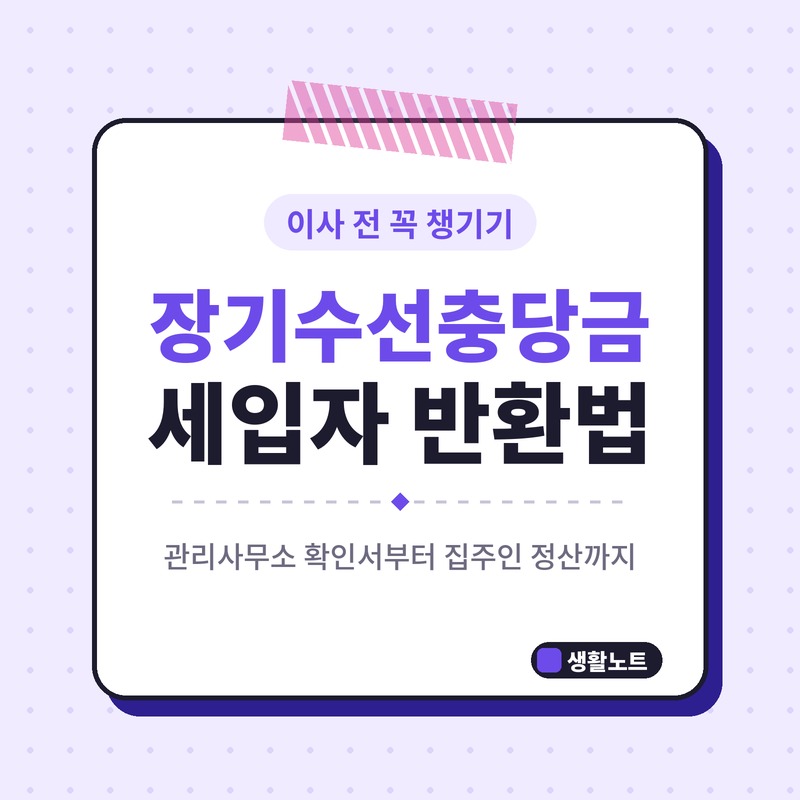 이사 전 꼭 챙기기
장기수선충당금
세입자 반환법
관리사무소 확인서부터 집주인 정산까지
생활노트